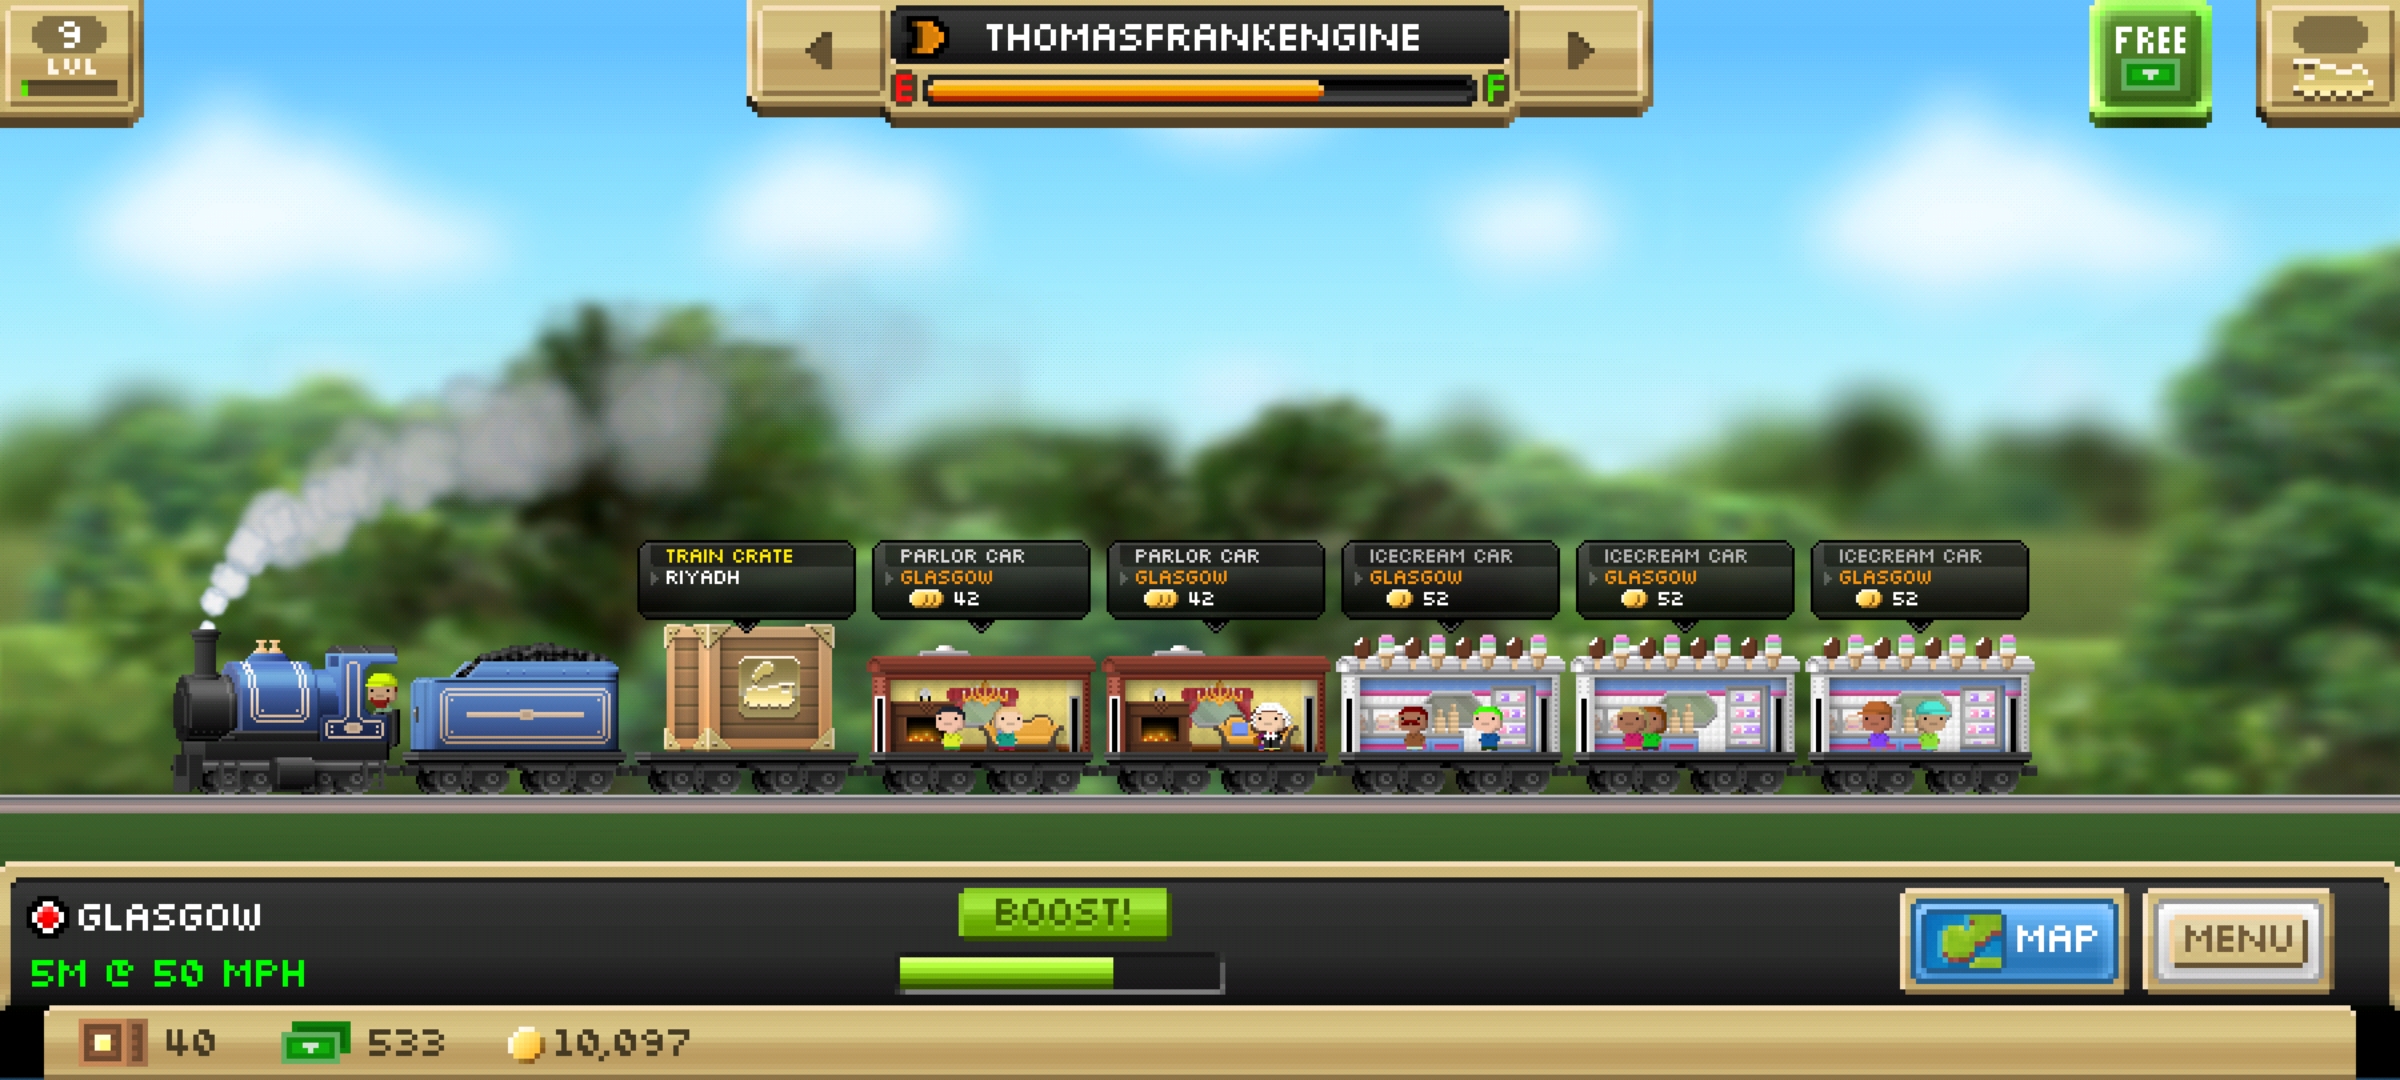 9
LVL
THOMASFRANKENGINE
E
F
FREE
TRAIN CRATE
RIYADH
PARLOR CAR
GLASGOW
42
PARLOR CAR
GLASGOW
42
ICECREAM CAR
GLASGOW
52
ICECREAM CAR
GLASGOW
52
ICECREAM CAR
GLASGOW
52
GLASGOW
5M @ 50 MPH
BOOST!
MAP
MENU
40
533
10,097